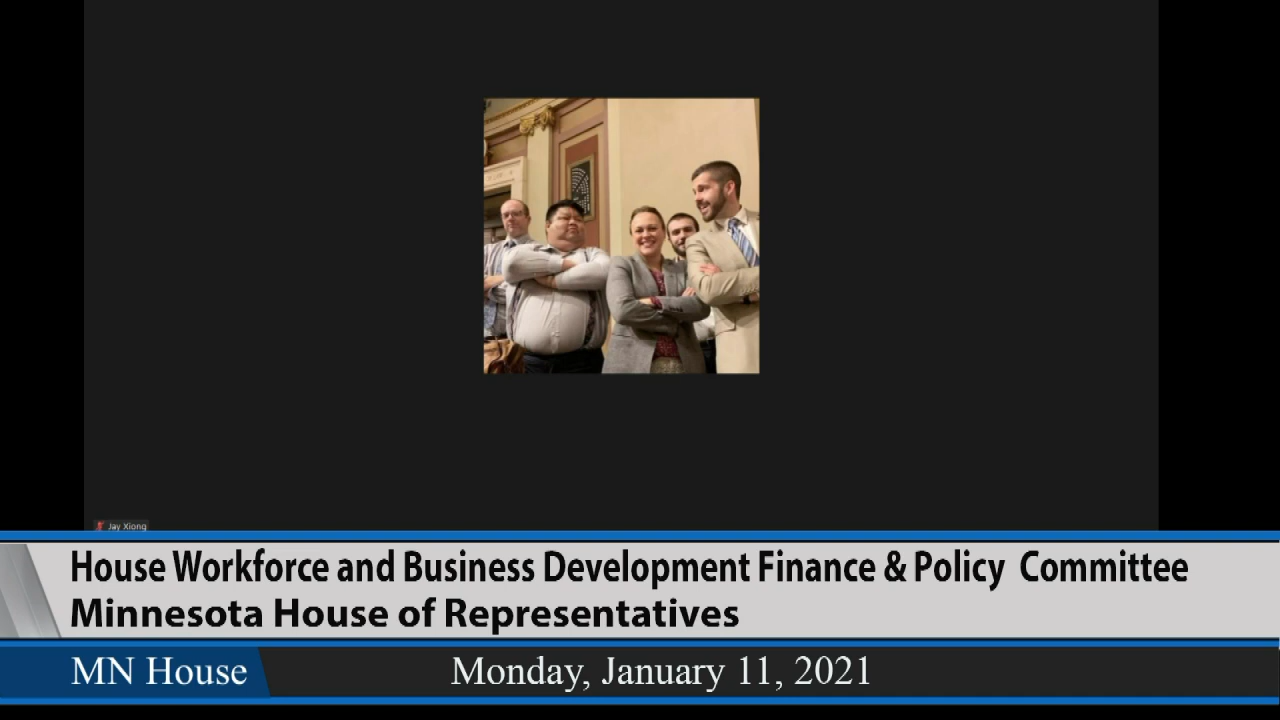 Jay Xiong
House Workforce and Business Development Finance & Policy Committee
Minnesota House of Representatives
MN House
Monday, January 11, 2021